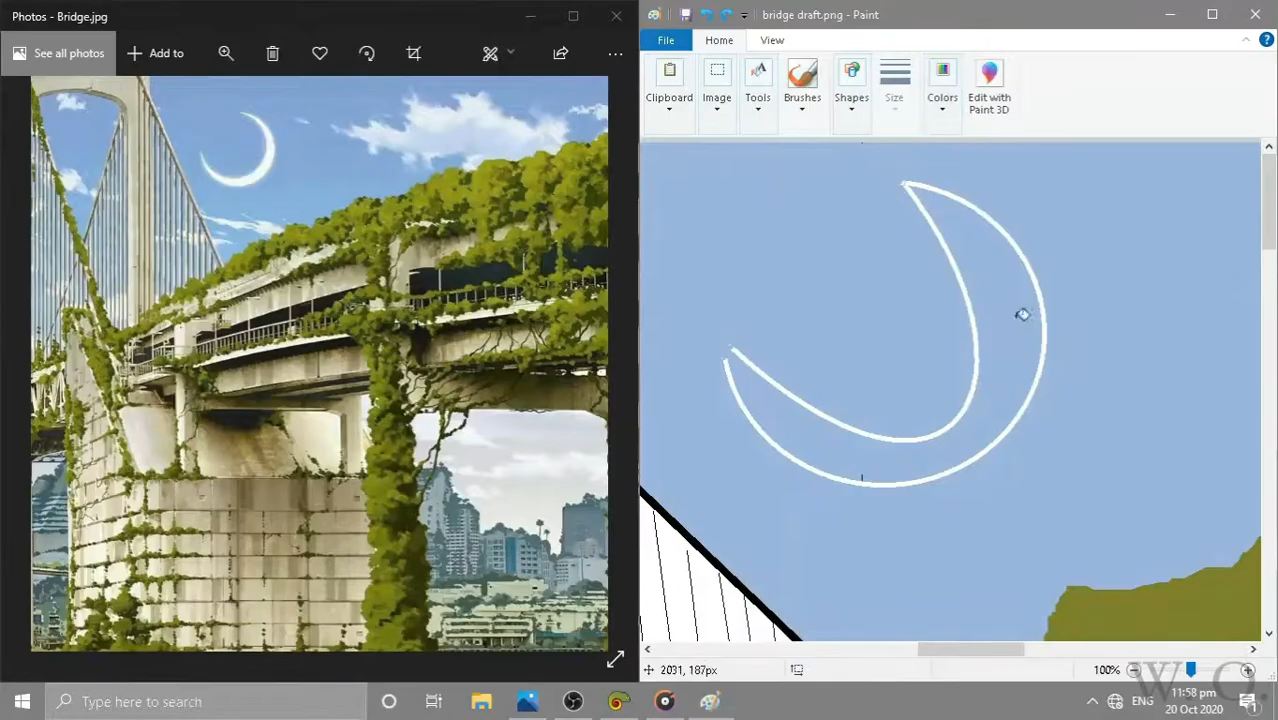 Photos - Bridge.jpg
See all photos
Add to
bridge draft.png - Paint
File
Home
View
Clipboard
Image
Tools
Brushes
Shapes
Size
Colors
Edit with
Paint 3D
2031, 187px
100%
W.G.
Type here to search
ENG
11:58 pm
20 Oct 2020